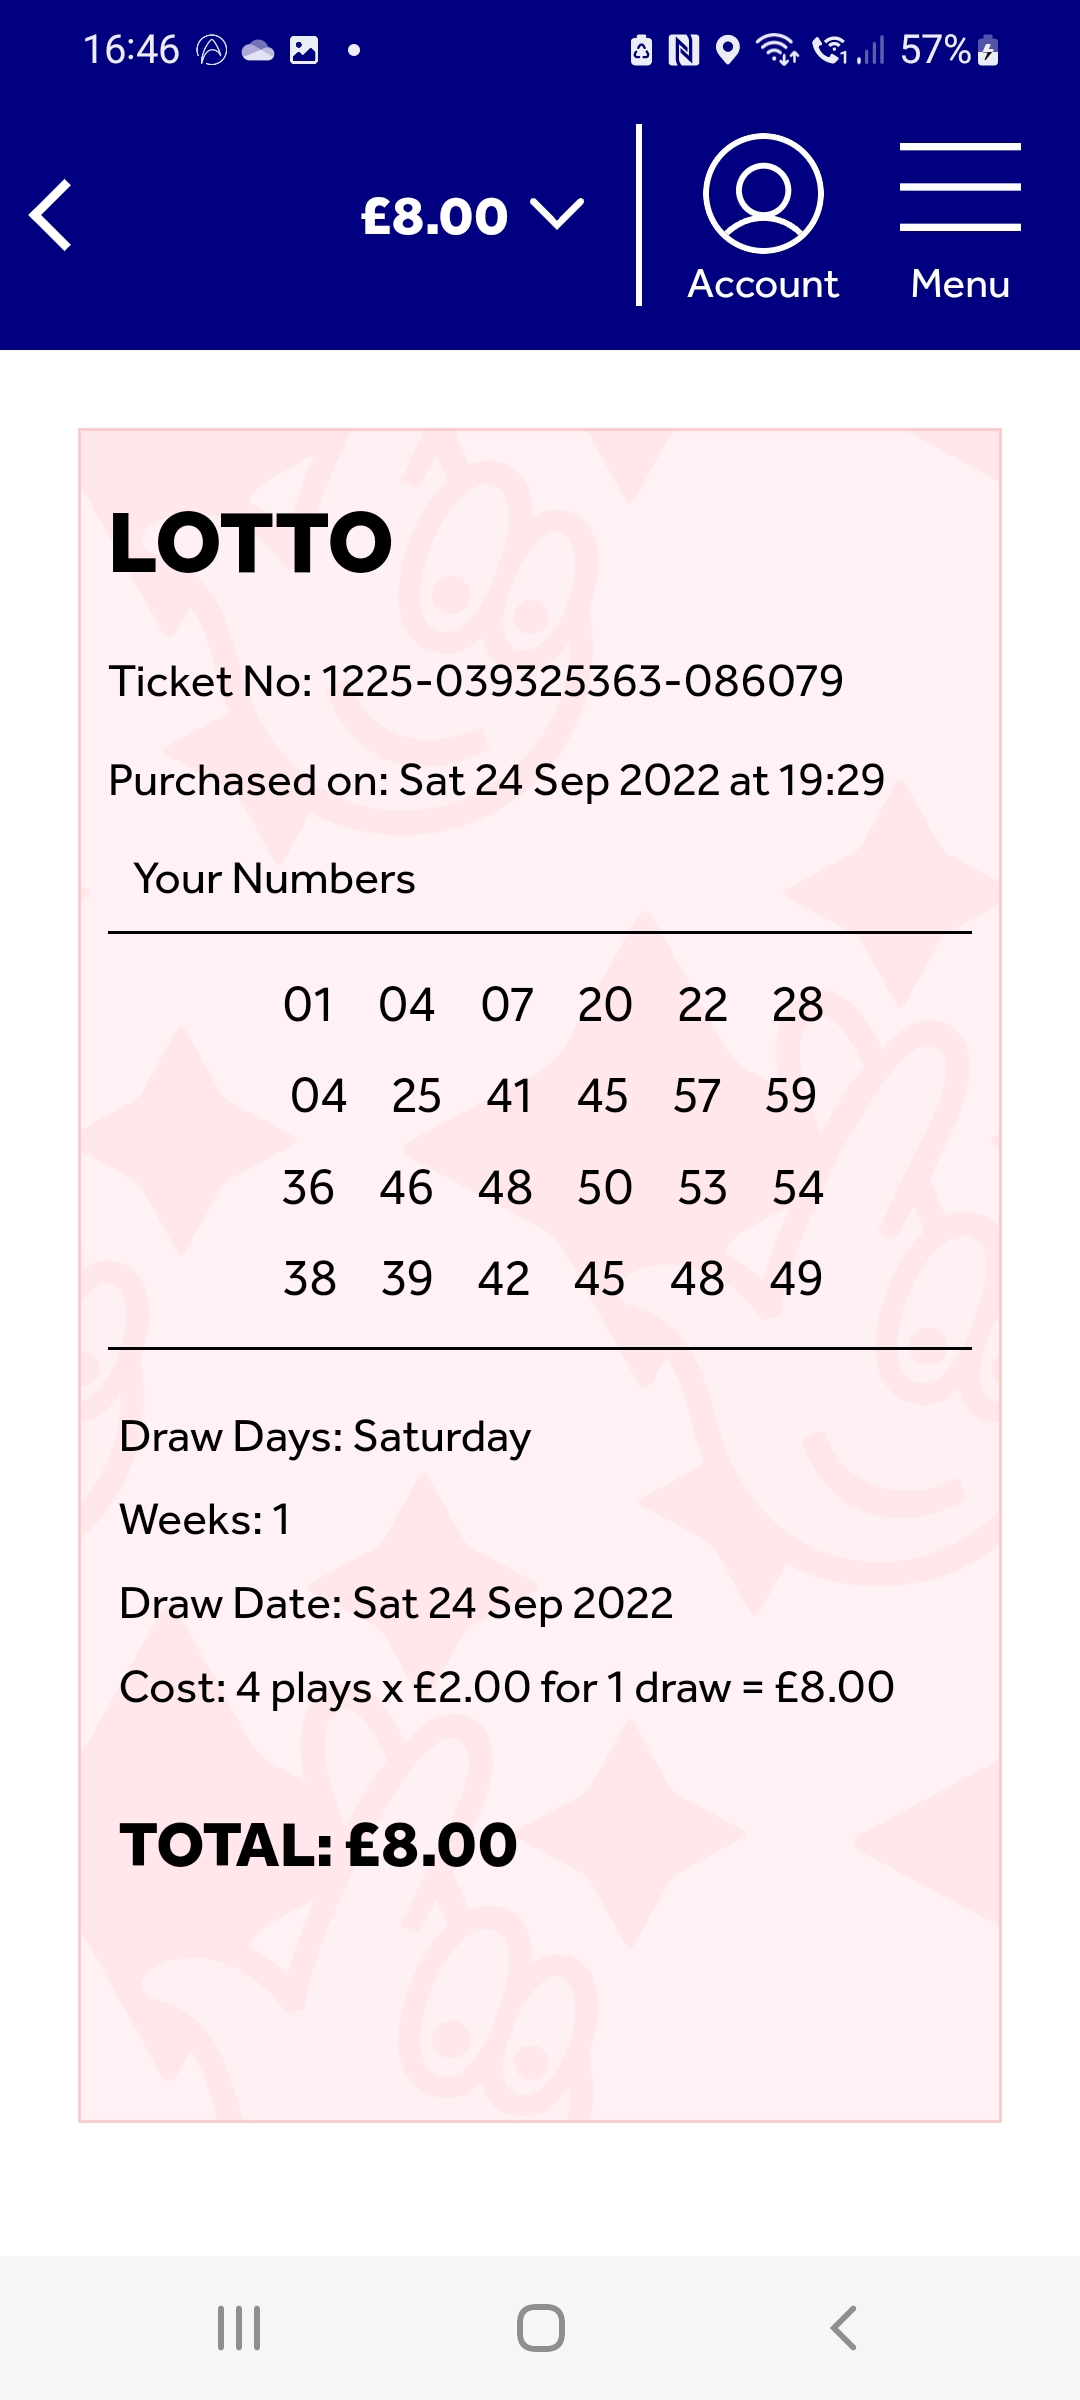 16:46 57%
£8.00
Account Menu
LOTTO
Ticket No: 1225-039325363-086079
Purchased on: Sat 24 Sep 2022 at 19:29
Your Numbers
01 04 07 20 22 28
04 25 41 45 57 59
36 46 48 50 53 54
38 39 42 45 48 49
Draw Days: Saturday
Weeks: 1
Draw Date: Sat 24 Sep 2022
Cost: 4 plays x £2.00 for 1 draw = £8.00
TOTAL: £8.00